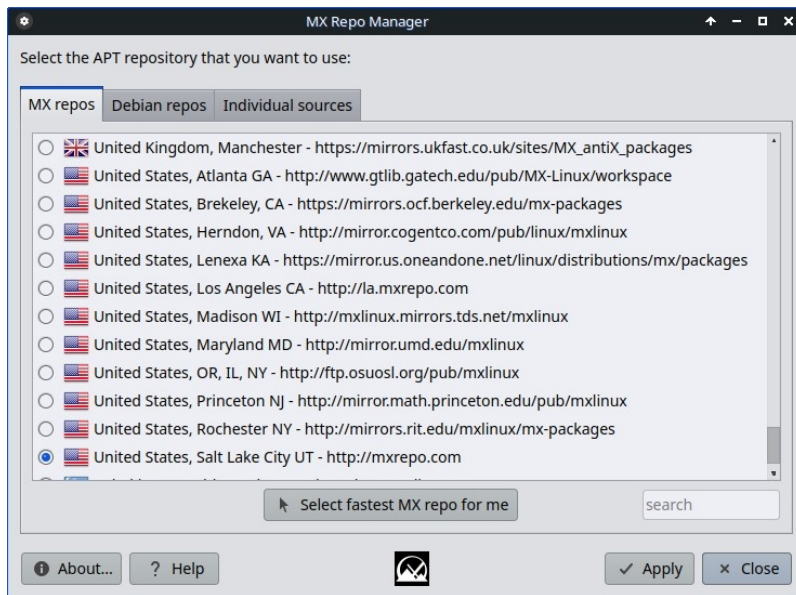 MX Repo Manager
Select the APT repository that you want to use:
MX repos Debian repos Individual sources
United Kingdom, Manchester - https://mirrors.ukfast.co.uk/sites/MX_antiX_packages
United States, Atlanta GA - http://www.gtlib.gatech.edu/pub/MX-Linux/workspace
United States, Brekeley, CA - https://mirrors.ocf.berkeley.edu/mx-packages
United States, Herndon, VA - http://mirror.cogentco.com/pub/linux/mxlinux
United States, Lenexa KA - https://mirror.us.oneandone.net/linux/distributions/mx/packages
United States, Los Angeles CA - http://la.mxrepo.com
United States, Madison WI - http://mxlinux.mirrors.tds.net/mxlinux
United States, Maryland MD - http://mirror.umd.edu/mxlinux
United States, OR, IL, NY - http://ftp.osuosl.org/pub/mxlinux
United States, Princeton NJ - http://mirror.math.princeton.edu/pub/mxlinux
United States, Rochester NY - http://mirrors.rit.edu/mxlinux/mx-packages
United States, Salt Lake City UT - http://mxrepo.com
Select fastest MX repo for me
search
About...
? Help
Apply
Close